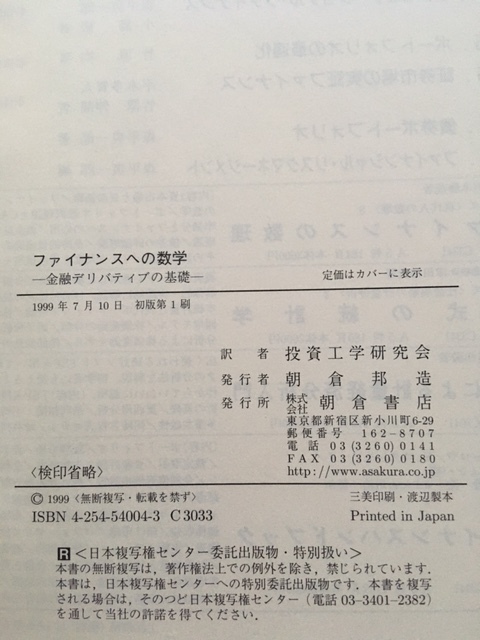 ファイナンスへの数学
―金融デリバティブの基礎―
定価はカバーに表示
1999年7月10日 初版第1刷
訳者 投資工学研究会
発行者 朝倉邦造
発行所 株式会社 朝倉書店
東京都新宿区新小川町6-29
郵便番号 162-8707
電話 03(3260)0141
FAX 03(3260)0180
http://www.asakura.co.jp
〈検印省略〉
© 1999 〈無断複写・転載を禁ず〉
三美印刷・渡辺製本
ISBN 4-254-54004-3 C3033
Printed in Japan
R <日本複写権センター委託出版物・特別扱い>
本書の無断複写は,著作権法上での例外を除き,禁じられています.
本書は,日本複写権センターへの特別委託出版物です. 本書を複写
される場合は,そのつど日本複写権センター(電話03-3401-2382)
を通して当社の許諾を得てください.